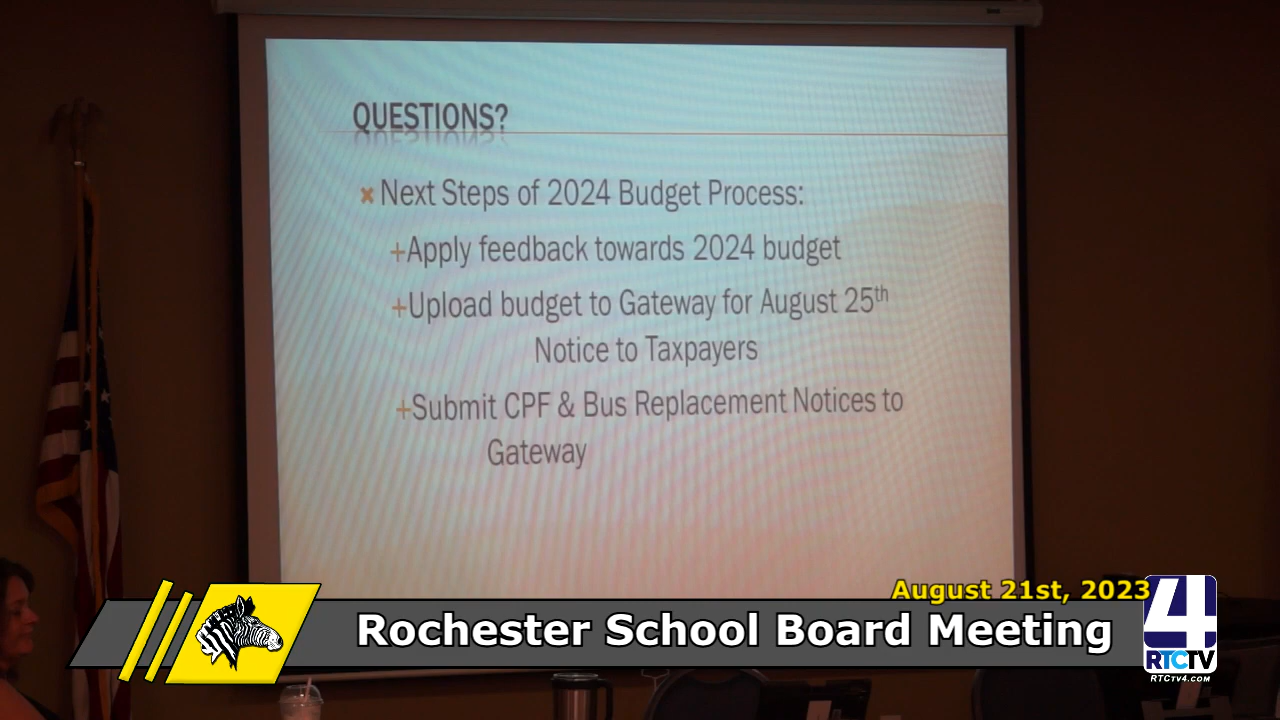 QUESTIONS?
Next Steps of 2024 Budget Process:
+Apply feedback towards 2024 budget
+Upload budget to Gateway for August 25th
Notice to Taxpayers
+Submit CPF & Bus Replacement Notices to
Gateway
August 21st, 2023
Rochester School Board Meeting
4
RTCTV
RTCTV4.COM